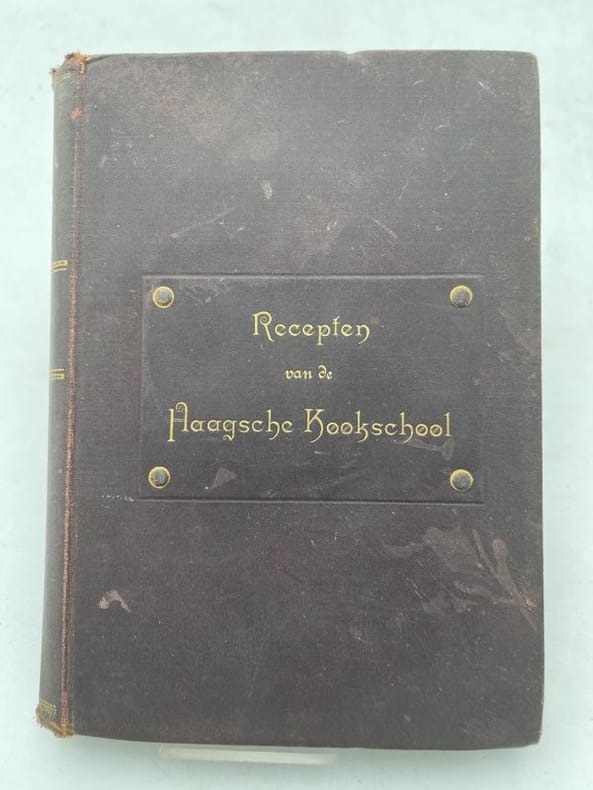 Recepten
van de
Haagsche Kookschool